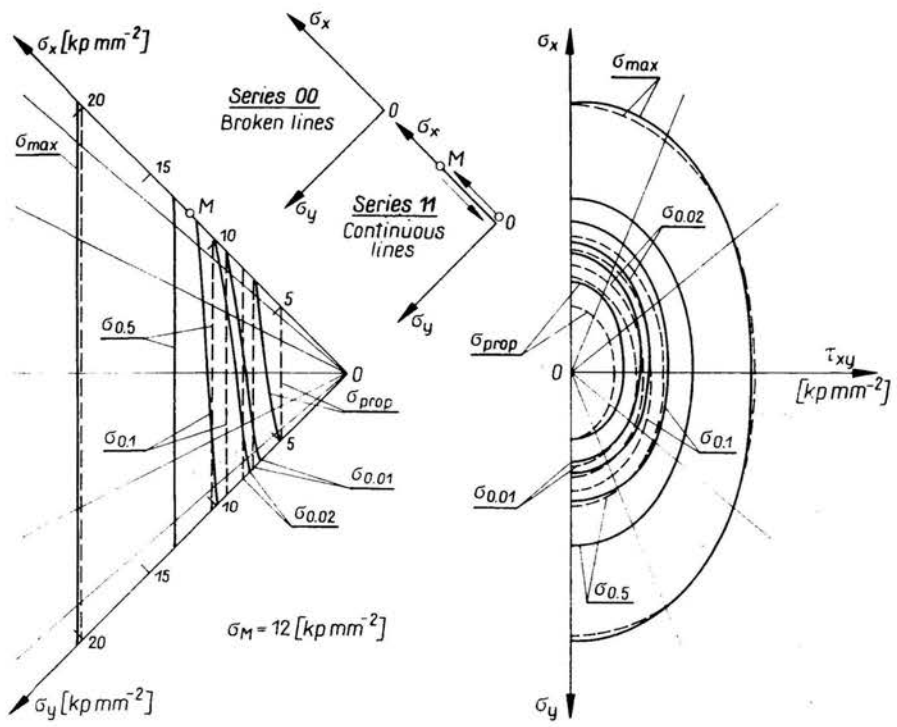 σx [kp mm⁻²]
20
σmax
15
M
10
5
0
σ0.5
σ0.1
σprop
5
σ0.01
10
σ0.02
15
20
σM = 12 [kp mm⁻²]
σy [kp mm⁻²]
σx
Series 00
Broken lines
0
σy
σx
M
Series 11
Continuous
lines
0
σy
σx
σmax
σ0.02
σprop
0
τxy
[kp mm⁻²]
σ0.1
σ0.01
σ0.5
σy